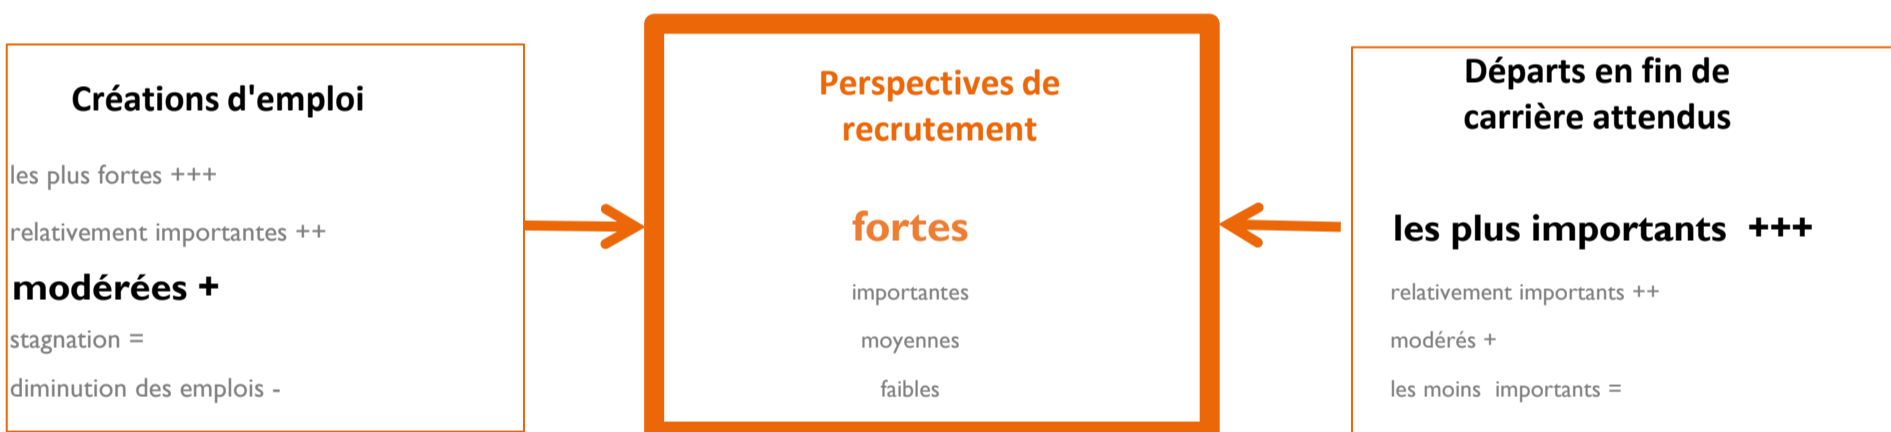 Créations d'emploi
les plus fortes +++
relativement importantes ++
modérées +
stagnation =
diminution des emplois -
Perspectives de
recrutement
fortes
importantes
moyennes
faibles
Départs en fin de
carrière attendus
les plus importants +++
relativement importants ++
modérés +
les moins importants =